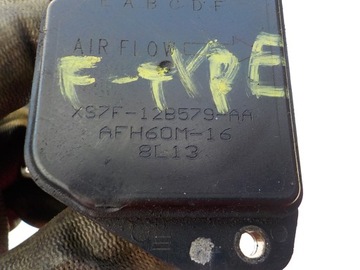 E A B C D F
AIR FLOW
F-TYPE
XS7F-12B579-AA
AFH60M-16
8L13